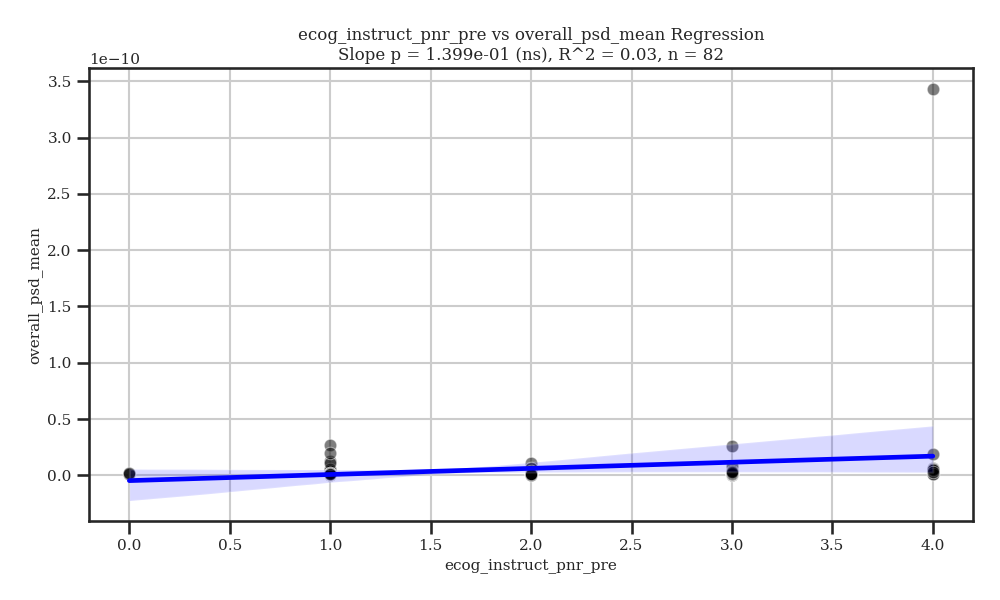 ecog_instruct_pnr_pre vs overall_psd_mean Regression
Slope p = 1.399e-01 (ns), R^2 = 0.03, n = 82
1e−10
3.5
3.0
2.5
2.0
1.5
1.0
0.5
0.0
overall_psd_mean
0.0 0.5 1.0 1.5 2.0 2.5 3.0 3.5 4.0
ecog_instruct_pnr_pre